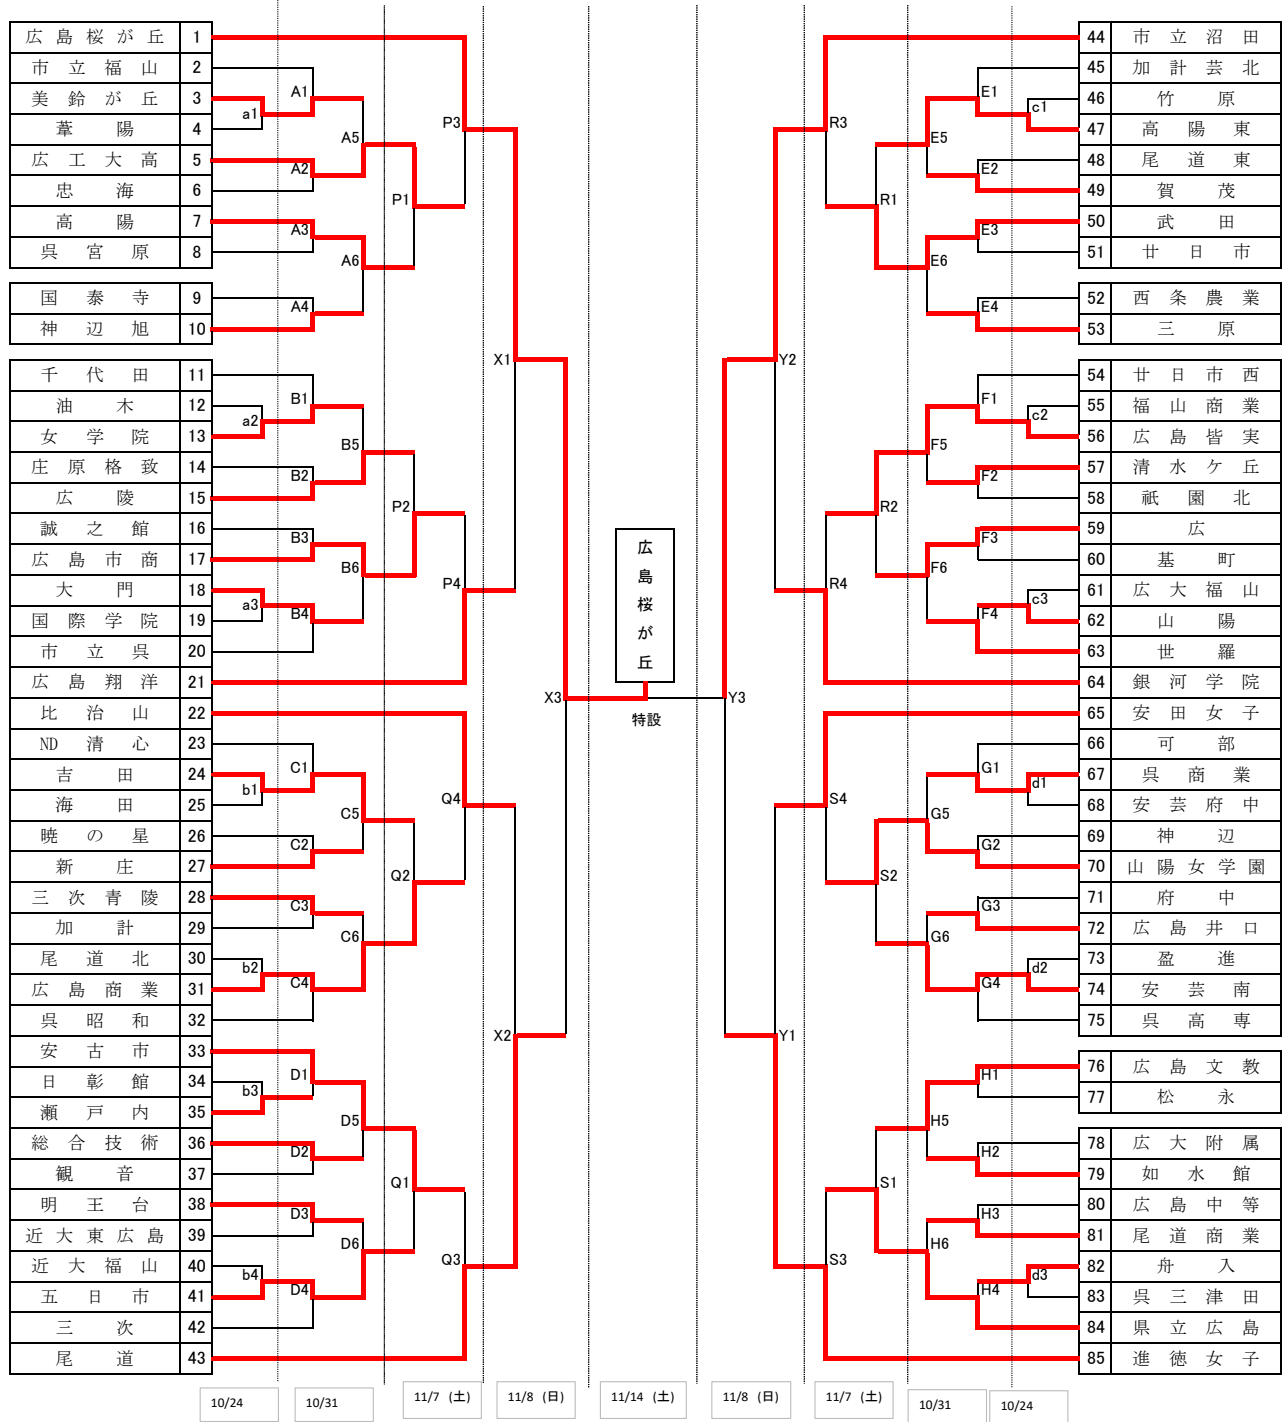 広島桜が丘 1
市立福山 2
美鈴が丘 3
葦陽 4
広工大高 5
忠海 6
高陽 7
呉宮原 8
国泰寺 9
神辺旭 10
千代田 11
油木 12
女学院 13
庄原格致 14
広陵 15
誠之館 16
広島市商 17
大門 18
国際学院 19
市立呉 20
広島翔洋 21
比治山 22
ND清心 23
吉田 24
海田 25
暁の星 26
新庄 27
三次青陵 28
加計 29
尾道北 30
広島商業 31
呉昭和 32
安古市 33
日彰館 34
瀬戸内 35
総合技術 36
観音 37
明王台 38
近大東広島 39
近大福山 40
五日市 41
三次 42
尾道 43
a1
a2
a3
b1
b2
b3
b4
A1
A2
A3
A4
B1
B2
B3
B4
C1
C2
C3
C4
D1
D2
D3
D4
A5
A6
B5
B6
C5
C6
D5
D6
P1
P2
Q2
Q1
P3
P4
Q4
Q3
X1
X2
X3
広島桜が丘
特設
Y3
Y2
Y1
R3
R4
S4
S3
R1
R2
S2
S1
E5
E6
F5
F6
G5
G6
H5
H6
E1
E2
E3
E4
F1
F2
F3
F4
G1
G2
G3
G4
H1
H2
H3
H4
c1
c2
c3
d1
d2
d3
44 市立沼田
45 加計芸北
46 竹原
47 高陽東
48 尾道東
49 賀茂
50 武田
51 廿日市
52 西条農業
53 三原
54 廿日市西
55 福山商業
56 広島皆実
57 清水ケ丘
58 祇園北
59 広
60 基町
61 広大福山
62 山陽
63 世羅
64 銀河学院
65 安田女子
66 可部
67 呉商業
68 安芸府中
69 神辺
70 山陽女学園
71 府中
72 広島井口
73 盈進
74 安芸南
75 呉高専
76 広島文教
77 松永
78 広大附属
79 如水館
80 広島中等
81 尾道商業
82 舟入
83 呉三津田
84 県立広島
85 進徳女子
10/24
10/31
11/7 (土)
11/8 (日)
11/14 (土)
11/8 (日)
11/7 (土)
10/31
10/24